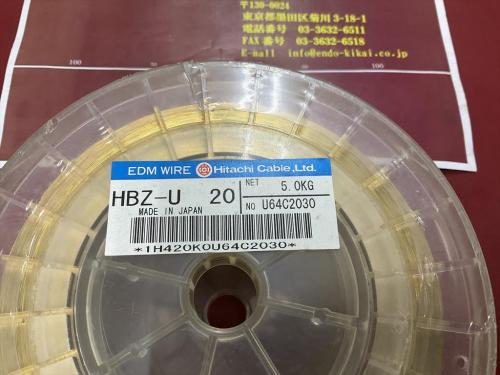 〒130-0024
東京都墨田区菊川3-18-1
電話番号 03-3632-6511
FAX番号 03-3632-6518
E-mail info@endo-kikai.co.jp
100
100
EDM WIRE Hitachi Cable,Ltd.
HBZ-U 20
NET 5.0KG
MADE IN JAPAN
NO U64C2030
*1H420K0U64C2030*